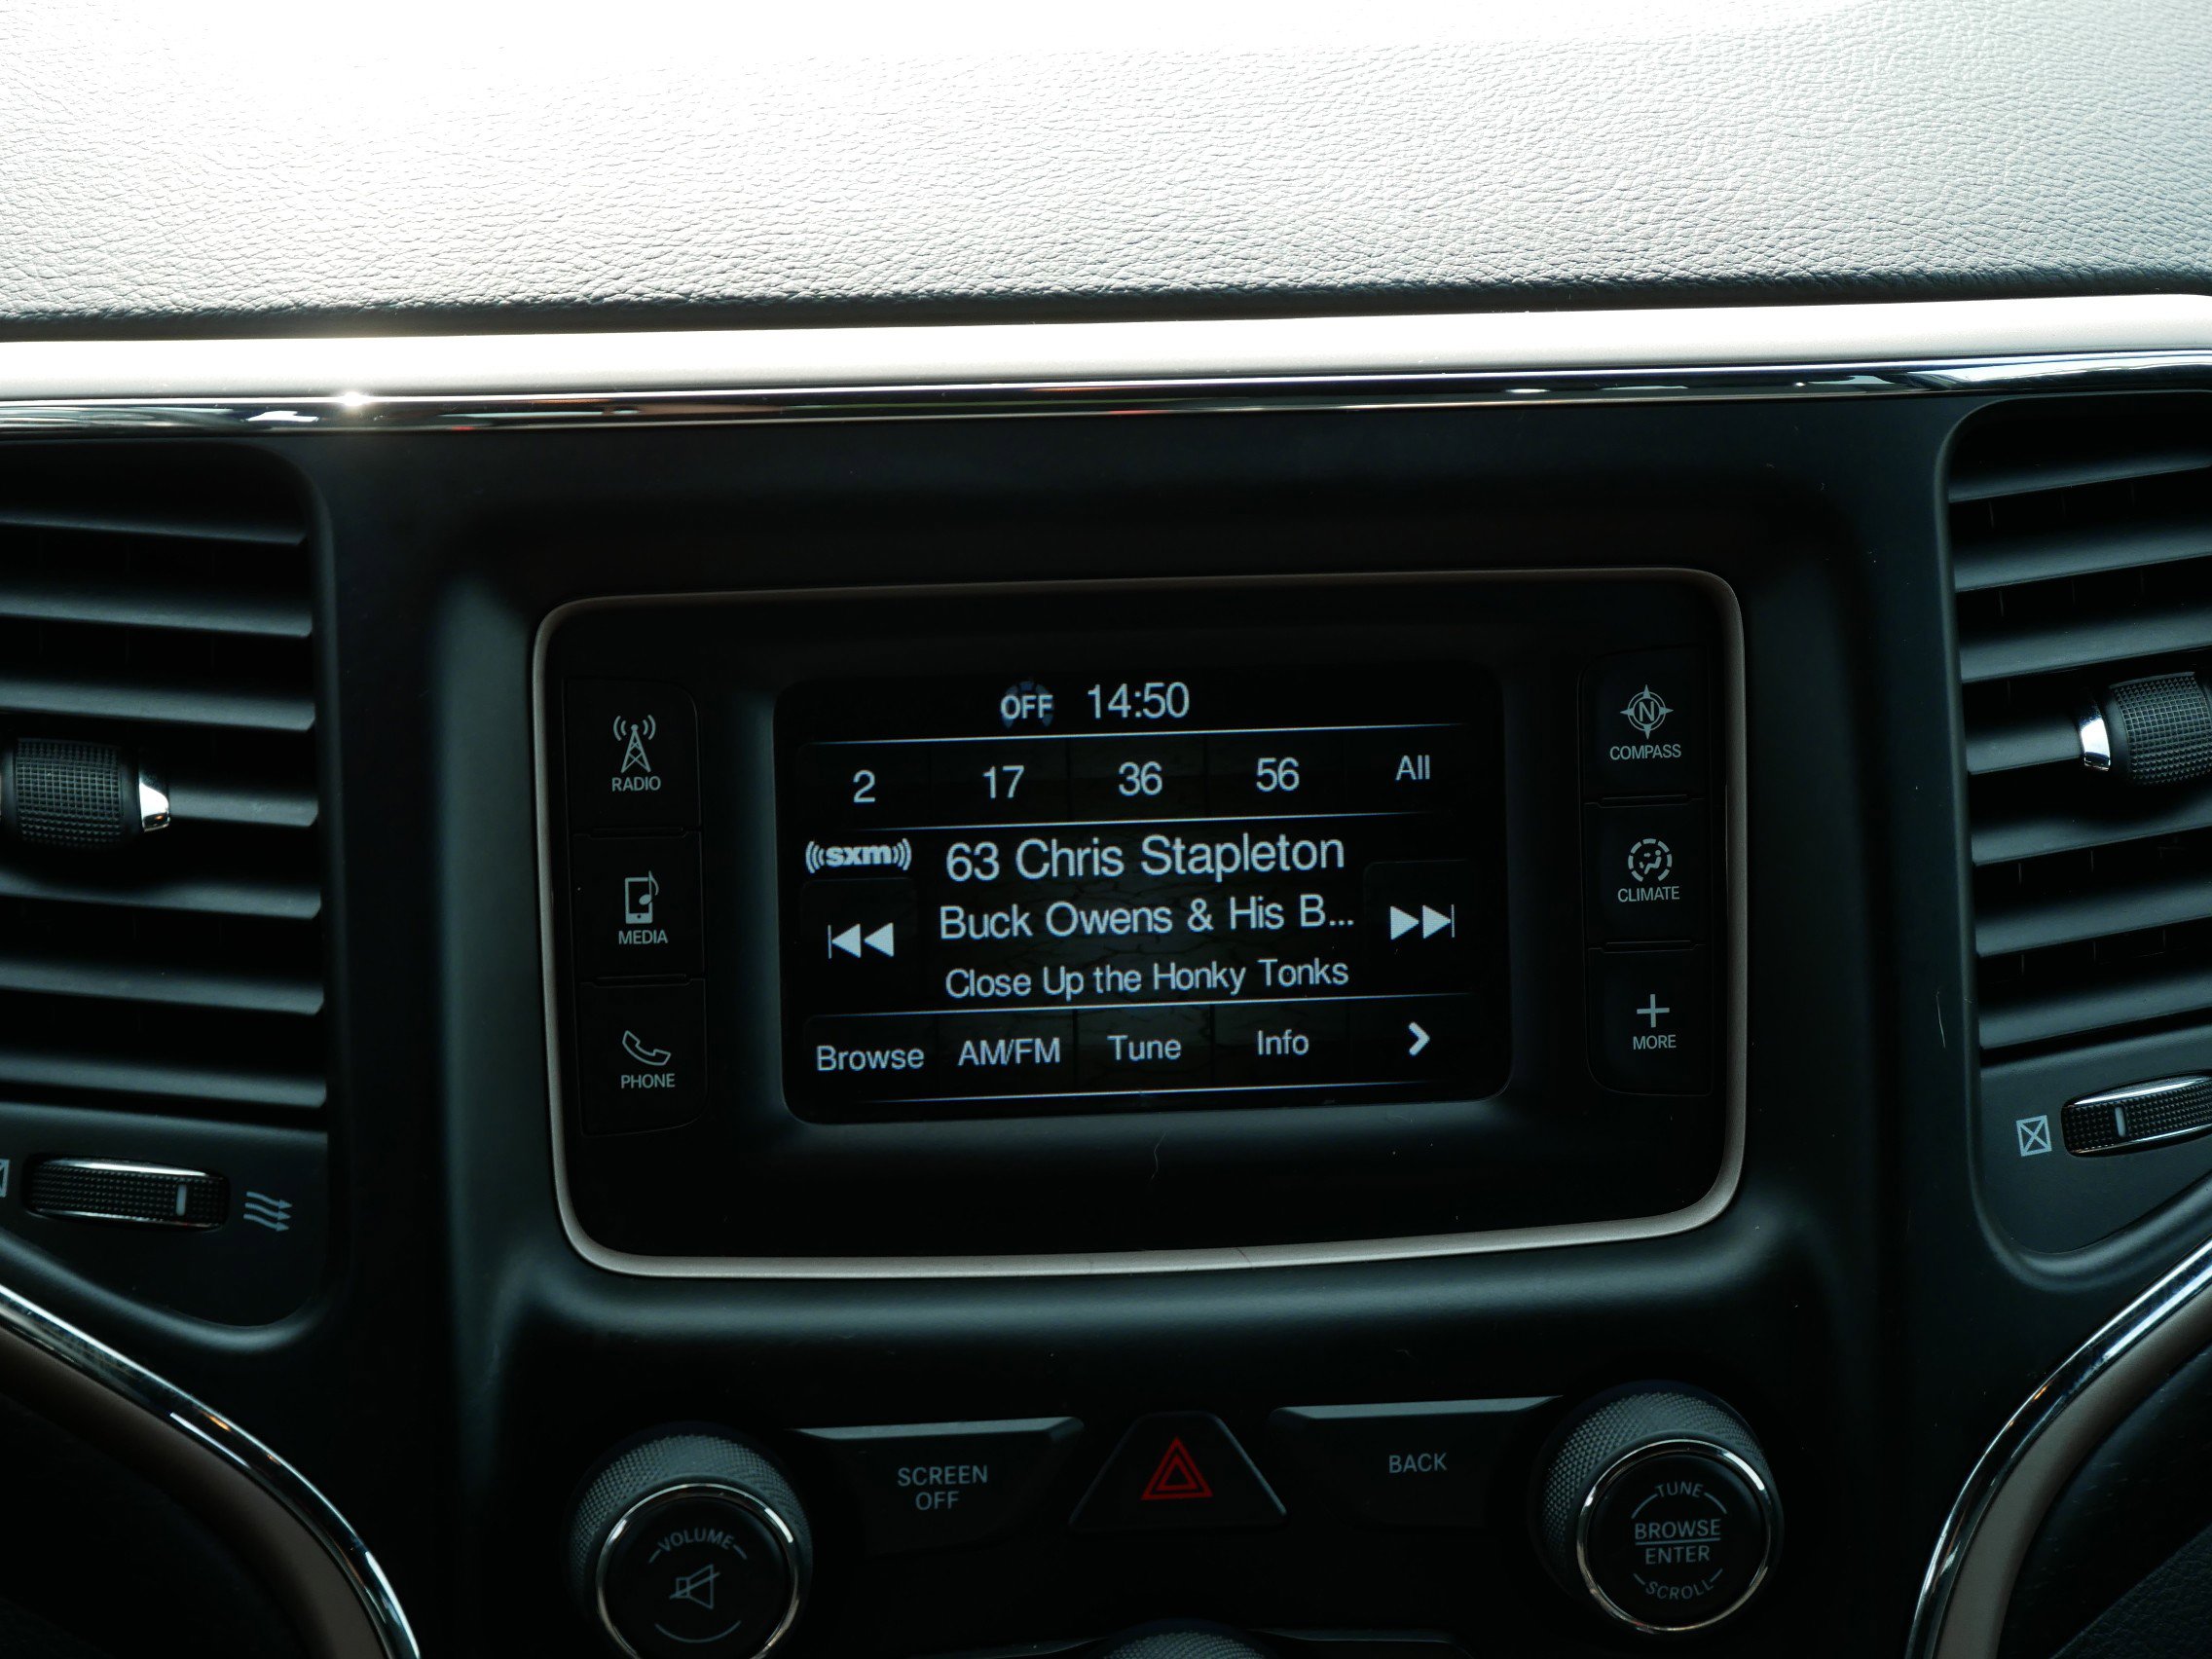 OFF 14:50
2 17 36 56 All
((sxm)) 63 Chris Stapleton
Buck Owens & His B...
Close Up the Honky Tonks
Browse AM/FM Tune Info
RADIO
MEDIA
PHONE
N
COMPASS
CLIMATE
MORE
SCREEN
OFF
BACK
VOLUME
TUNE
BROWSE
ENTER
SCROLL